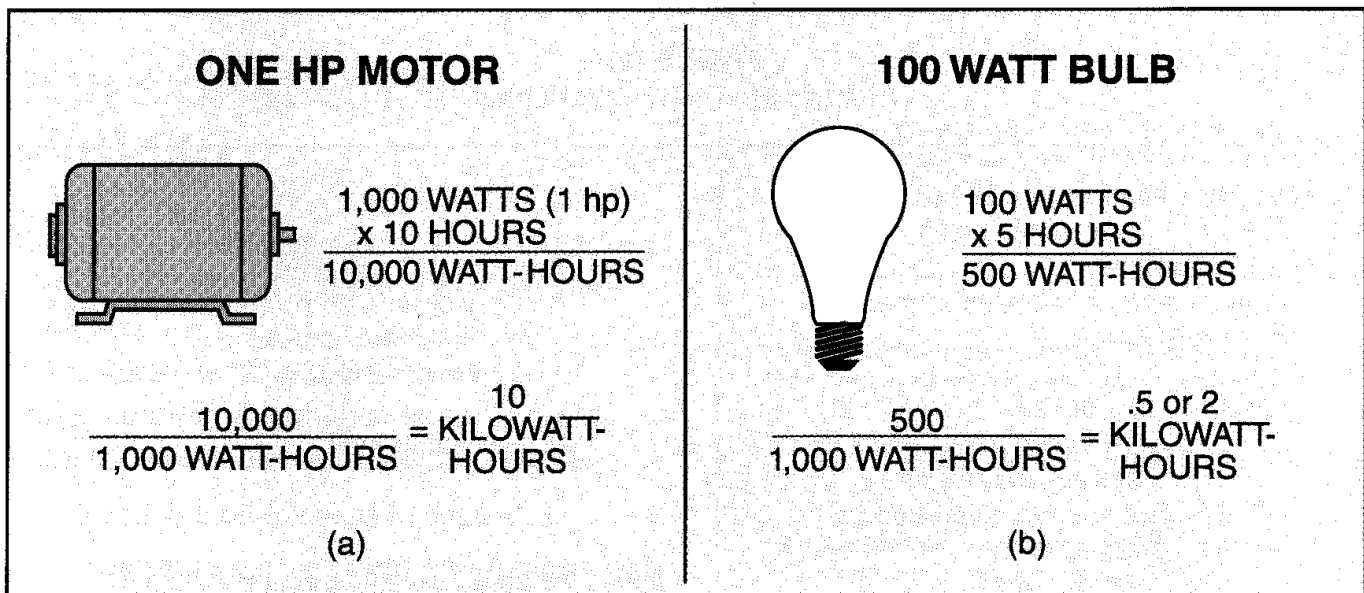 ONE HP MOTOR
1,000 WATTS (1 hp)
x 10 HOURS
10,000 WATT-HOURS
10,000
1,000 WATT-HOURS
=
10
KILOWATT-
HOURS
(a)
100 WATT BULB
100 WATTS
x 5 HOURS
500 WATT-HOURS
500
1,000 WATT-HOURS
=
.5 or 2
KILOWATT-
HOURS
(b)